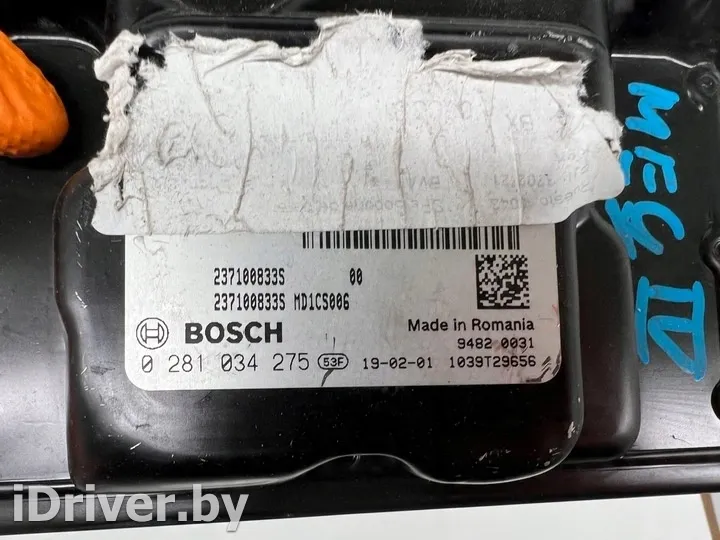 237100833S 00
237100833S MD1CS006
BOSCH
Made in Romania
9482 0031
0 281 034 275 53F 19-02-01 1039T29656
MEG IV
iDriver.by